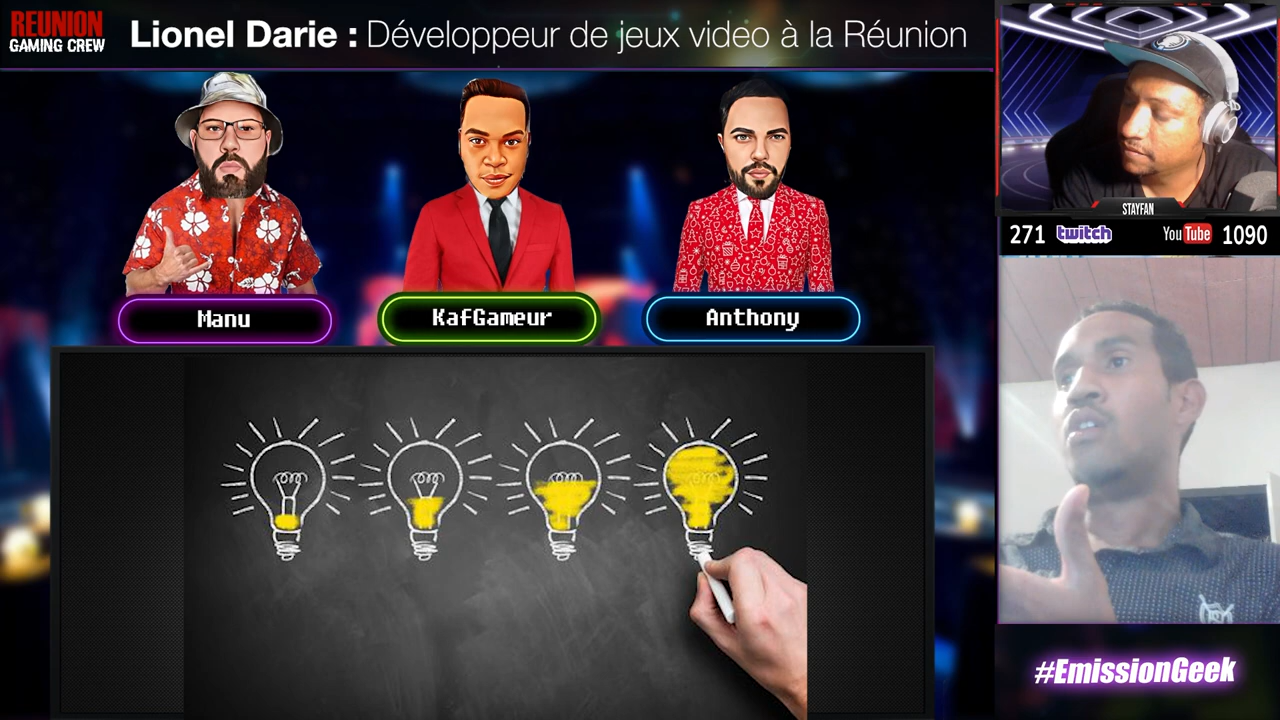 REUNION
GAMING CREW
Lionel Darie : Développeur de jeux video à la Réunion
Manu
KafGameur
Anthony
STAYFAN
271 twitch YouTube 1090
#EmissionGeek